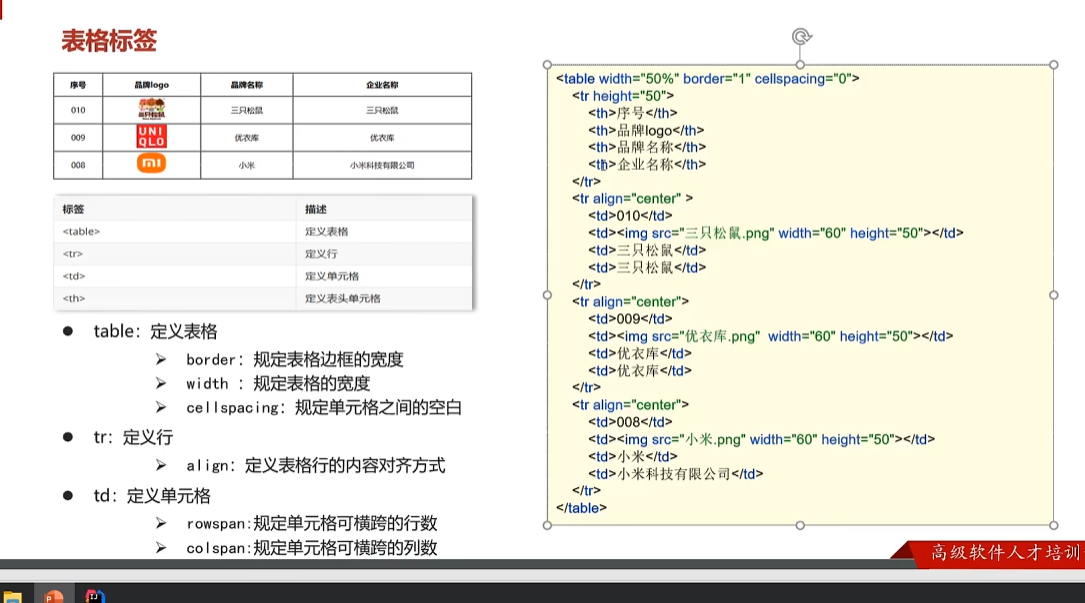 表格标签
序号 品牌logo 品牌名称 企业名称
010 三只松鼠 三只松鼠
009 UNI QLO 优衣库 优衣库
008 小米 小米科技有限公司
标签 描述
<table> 定义表格
<tr> 定义行
<td> 定义单元格
<th> 定义表头单元格
● table：定义表格
➢ border：规定表格边框的宽度
➢ width ：规定表格的宽度
➢ cellspacing：规定单元格之间的空白
● tr：定义行
➢ align：定义表格行的内容对齐方式
● td：定义单元格
➢ rowspan:规定单元格可横跨的行数
➢ colspan:规定单元格可横跨的列数
<table width="50%" border="1" cellspacing="0">
<tr height="50">
<th>序号</th>
<th>品牌logo</th>
<th>品牌名称</th>
<th>企业名称</th>
</tr>
<tr align="center" >
<td>010</td>
<td><img src="三只松鼠.png" width="60" height="50"></td>
<td>三只松鼠</td>
<td>三只松鼠</td>
</tr>
<tr align="center">
<td>009</td>
<td><img src="优衣库.png"  width="60" height="50"></td>
<td>优衣库</td>
<td>优衣库</td>
</tr>
<tr align="center">
<td>008</td>
<td><img src="小米.png" width="60" height="50"></td>
<td>小米</td>
<td>小米科技有限公司</td>
</tr>
</table>
高级软件人才培训